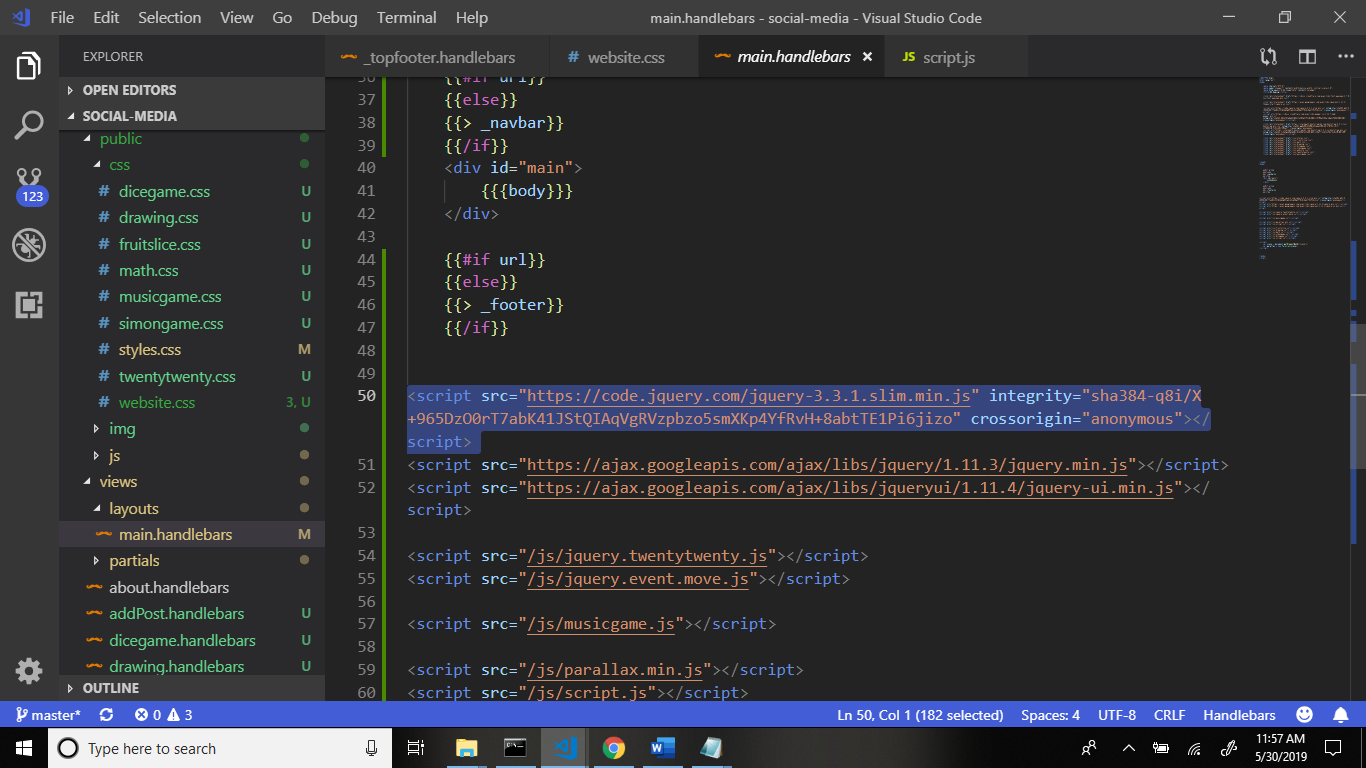 File Edit Selection View Go Debug Terminal Help main.handlebars - social-media - Visual Studio Code
EXPLORER
OPEN EDITORS
SOCIAL-MEDIA
public
css
# dicegame.css U
# drawing.css U
# fruitslice.css U
# math.css U
# musicgame.css U
# simongame.css U
# styles.css M
# twentytwenty.css U
# website.css 3, U
img
js
views
layouts
main.handlebars M
partials
about.handlebars
addPost.handlebars U
dicegame.handlebars U
drawing.handlebars U
OUTLINE
123
_topfooter.handlebars # website.css main.handlebars × JS script.js
36 {{#if url}}
37 {{else}}
38 {{> _navbar}}
39 {{/if}}
40 <div id="main">
41 {{{body}}}
42 </div>
43
44 {{#if url}}
45 {{else}}
46 {{> _footer}}
47 {{/if}}
48
49
50 <script src="https://code.jquery.com/jquery-3.3.1.slim.min.js" integrity="sha384-q8i/X
+965DzO0rT7abK41JStQIAqVgRVzpbzo5smXKp4YfRvH+8abtTE1Pi6jizo" crossorigin="anonymous"></
script>
51 <script src="https://ajax.googleapis.com/ajax/libs/jquery/1.11.3/jquery.min.js"></script>
52 <script src="https://ajax.googleapis.com/ajax/libs/jqueryui/1.11.4/jquery-ui.min.js"></
script>
53
54 <script src="/js/jquery.twentytwenty.js"></script>
55 <script src="/js/jquery.event.move.js"></script>
56
57 <script src="/js/musicgame.js"></script>
58
59 <script src="/js/parallax.min.js"></script>
60 <script src="/js/script.js"></script>
master* 0 3 Ln 50, Col 1 (182 selected) Spaces: 4 UTF-8 CRLF Handlebars
Type here to search
11:57 AM
5/30/2019